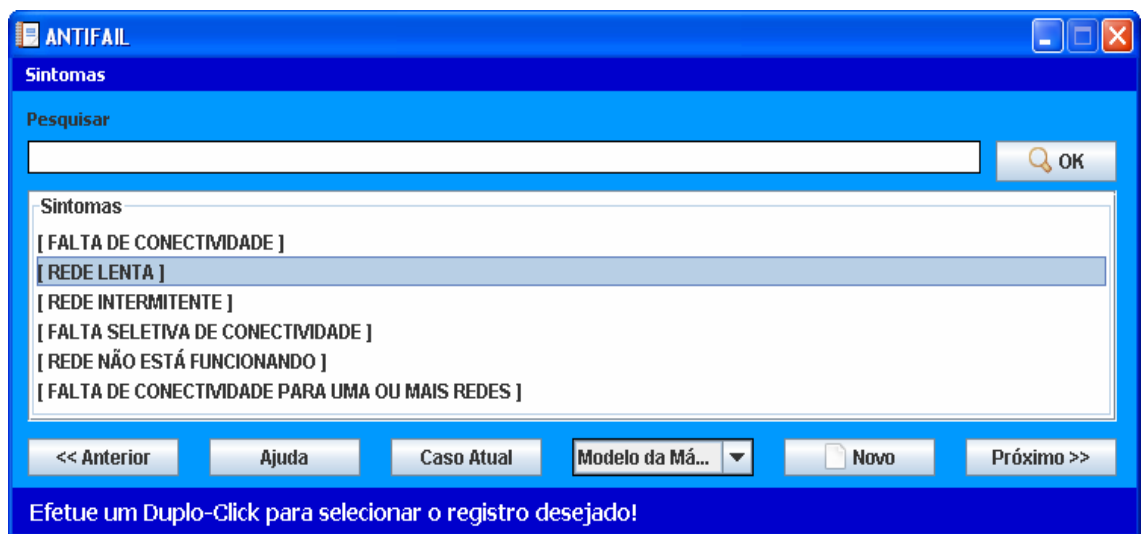 ANTIFAIL
Sintomas
Pesquisar
OK
Sintomas
[ FALTA DE CONECTIVIDADE ]
[ REDE LENTA ]
[ REDE INTERMITENTE ]
[ FALTA SELETIVA DE CONECTIVIDADE ]
[ REDE NÃO ESTÁ FUNCIONANDO ]
[ FALTA DE CONECTIVIDADE PARA UMA OU MAIS REDES ]
<< Anterior Ajuda Caso Atual Modelo da Má... Novo Próximo >>
Efetue um Duplo-Click para selecionar o registro desejado!